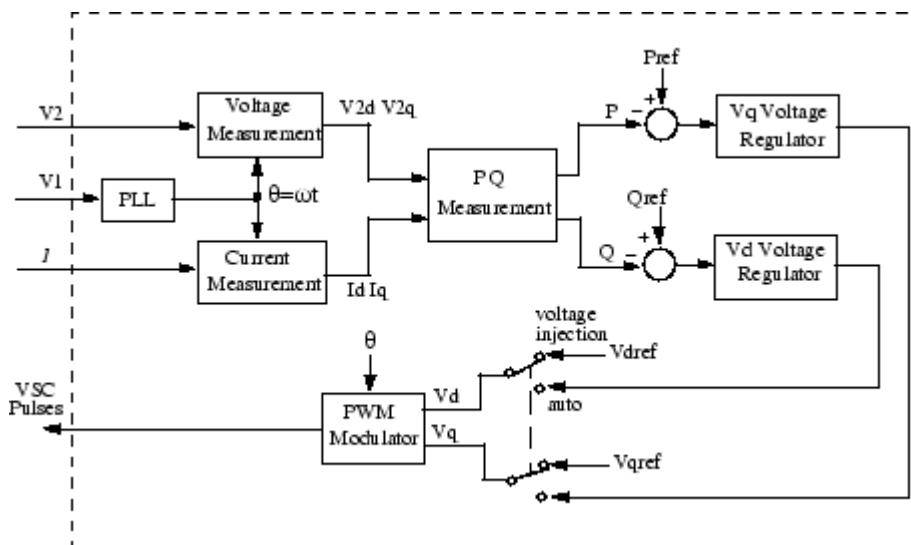 Pref
V2
Voltage
Measurement
V2d V2q
P
–
+
Vq Voltage
Regulator
V1
PLL
θ=ωt
PQ
Measurement
Qref
I
Current
Measurement
Id Iq
Q
–
+
Vd Voltage
Regulator
voltage
injection
θ
Vdref
VSC
Pulses
PWM
Modulator
Vd
Vq
auto
Vqref